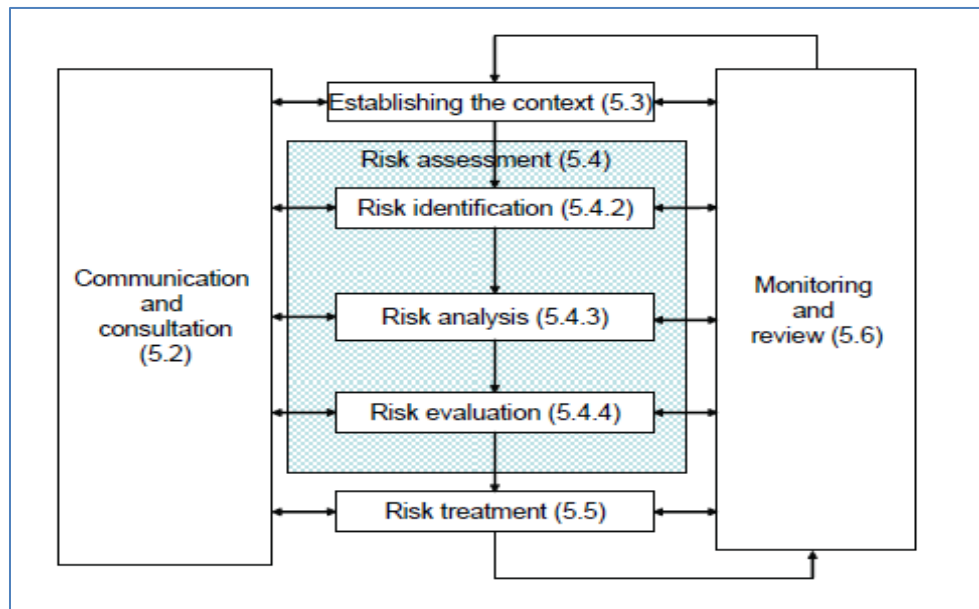 Establishing the context (5.3)
Risk assessment (5.4)
Risk identification (5.4.2)
Communication
and
consultation
(5.2)
Risk analysis (5.4.3)
Monitoring
and
review (5.6)
Risk evaluation (5.4.4)
Risk treatment (5.5)